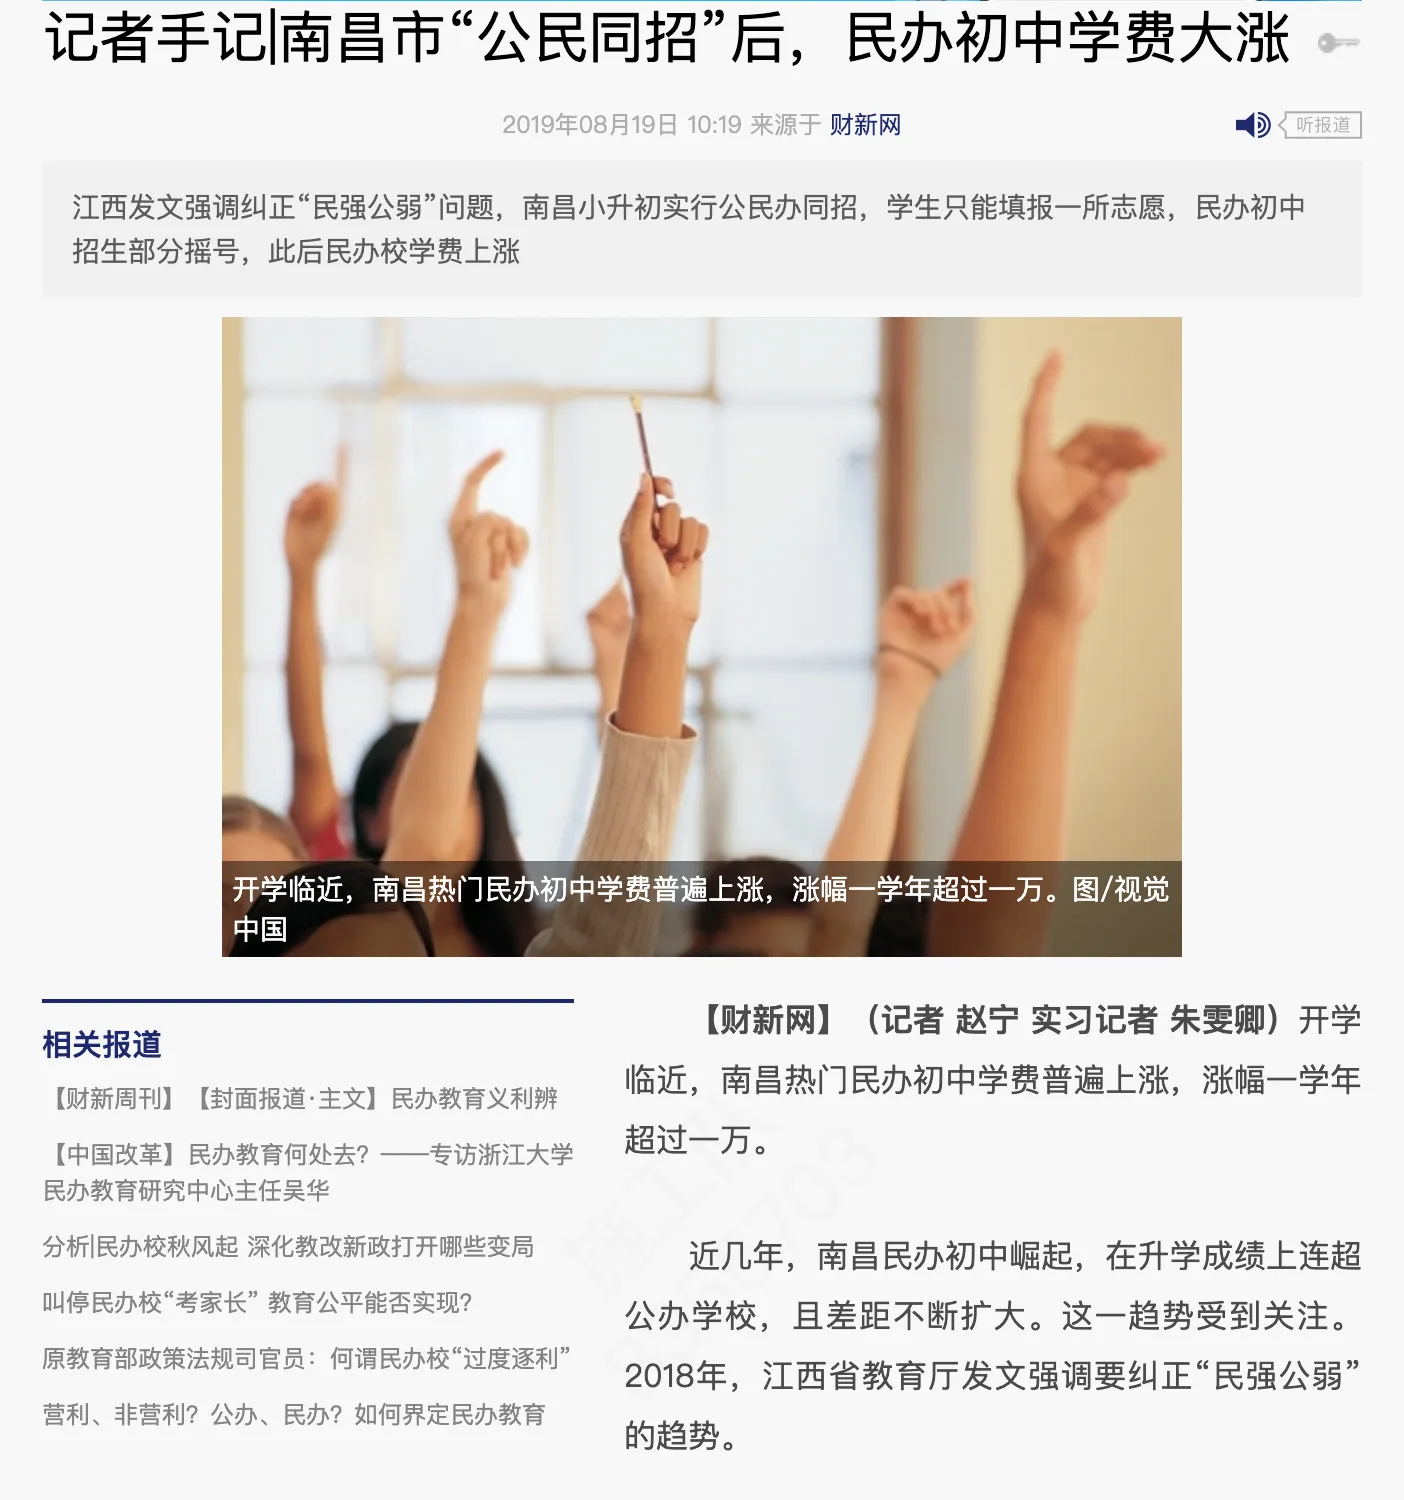 记者手记|南昌市“公民同招”后，民办初中学费大涨
2019年08月19日 10:19 来源于 财新网
听报道
江西发文强调纠正“民强公弱”问题，南昌小升初实行公民办同招，学生只能填报一所志愿，民办初中
招生部分摇号，此后民办校学费上涨
开学临近，南昌热门民办初中学费普遍上涨，涨幅一学年超过一万。图/视觉
中国
相关报道
【财新周刊】【封面报道·主文】民办教育义利辨
【中国改革】民办教育何处去？——专访浙江大学
民办教育研究中心主任吴华
分析|民办校秋风起 深化教改新政打开哪些变局
叫停民办校“考家长” 教育公平能否实现？
原教育部政策法规司官员：何谓民办校“过度逐利”
营利、非营利？公办、民办？如何界定民办教育
【财新网】（记者 赵宁 实习记者 朱雯卿）开学
临近，南昌热门民办初中学费普遍上涨，涨幅一学年
超过一万。
近几年，南昌民办初中崛起，在升学成绩上连超
公办学校，且差距不断扩大。这一趋势受到关注。
2018年，江西省教育厅发文强调要纠正“民强公弱”
的趋势。